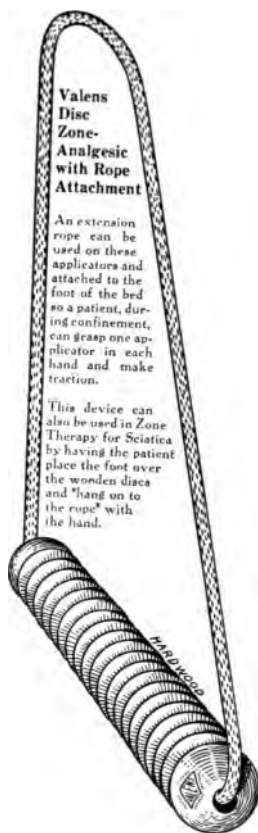 Valens
Disc
Zone-
Analgesic
with Rope
Attachment
An extension
rope can be
used on these
applicators and
attached to the
foot of the bed
so a patient, dur-
ing confinement,
can grasp one ap-
plicator in each
hand and make
traction.
This device can
also be used in Zone
Therapy for Sciatica
by having the patient
place the foot over
the wooden discs
and "hang on to
the rope" with
the hand.
HARDWOOD